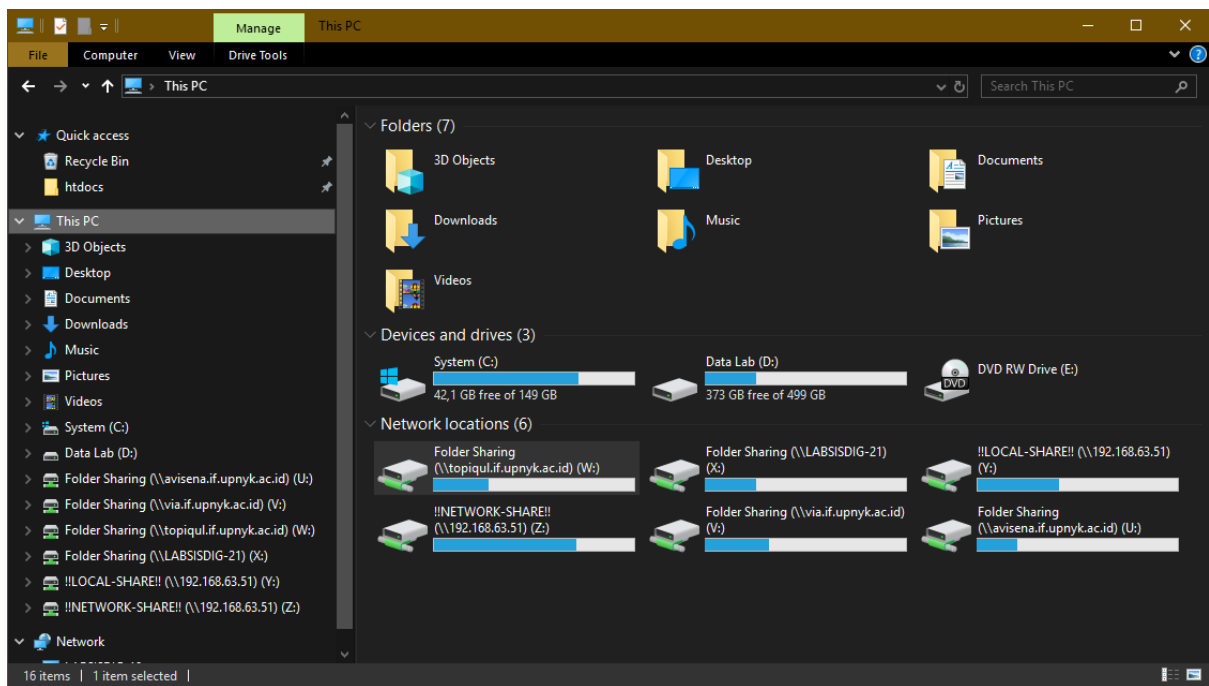 Manage This PC
File Computer View Drive Tools
This PC
Search This PC
Quick access
Recycle Bin
htdocs
This PC
3D Objects
Desktop
Documents
Downloads
Music
Pictures
Videos
System (C:)
Data Lab (D:)
Folder Sharing (\\avisena.if.upnyk.ac.id) (U:)
Folder Sharing (\\via.if.upnyk.ac.id) (V:)
Folder Sharing (\\topiqul.if.upnyk.ac.id) (W:)
Folder Sharing (\\LABSISDIG-21) (X:)
!!LOCAL-SHARE!! (\\192.168.63.51) (Y:)
!!NETWORK-SHARE!! (\\192.168.63.51) (Z:)
Network
Folders (7)
3D Objects
Desktop
Documents
Downloads
Music
Pictures
Videos
Devices and drives (3)
System (C:)
42,1 GB free of 149 GB
Data Lab (D:)
373 GB free of 499 GB
DVD RW Drive (E:)
DVD
Network locations (6)
Folder Sharing
(\\topiqul.if.upnyk.ac.id) (W:)
Folder Sharing (\\LABSISDIG-21)
(X:)
!!LOCAL-SHARE!! (\\192.168.63.51)
(Y:)
!!NETWORK-SHARE!!
(\\192.168.63.51) (Z:)
Folder Sharing (\\via.if.upnyk.ac.id)
(V:)
Folder Sharing
(\\avisena.if.upnyk.ac.id) (U:)
16 items 1 item selected